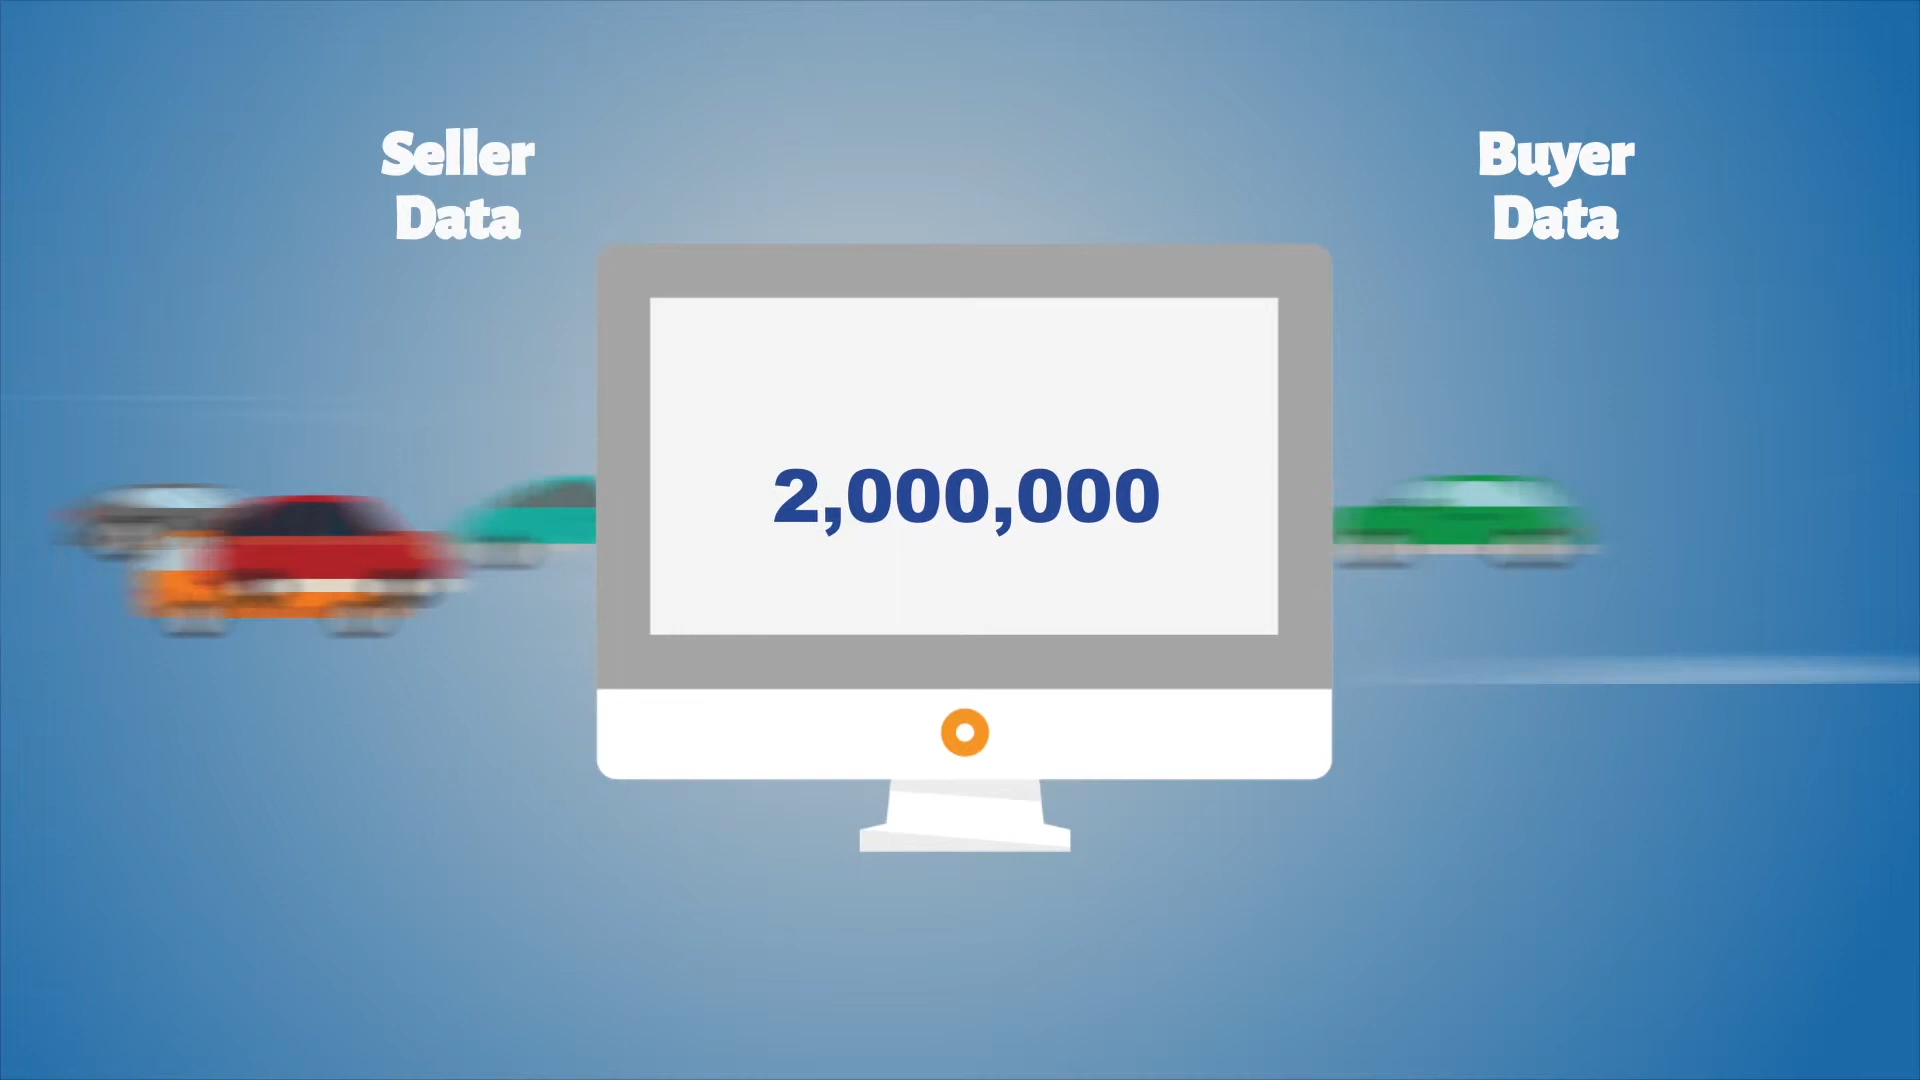 Seller
Data
Buyer
Data
2,000,000